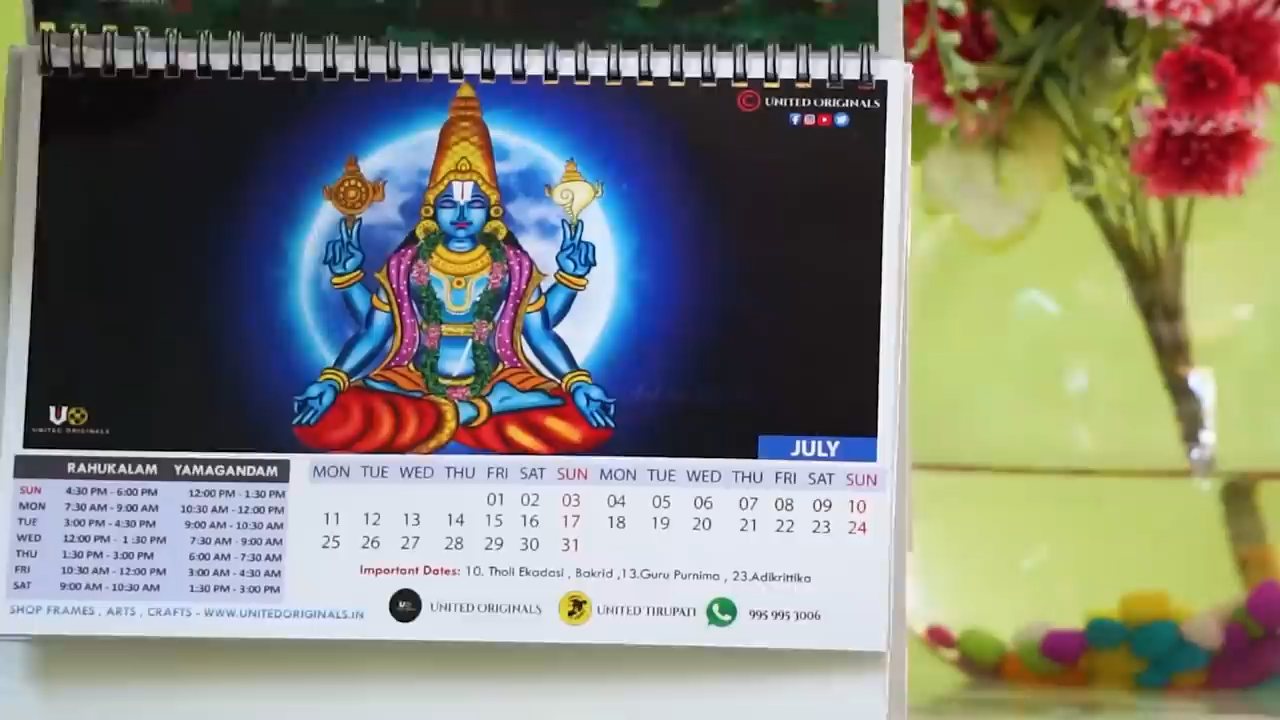 UNITED ORIGINALS
UO
UNITED ORIGINALS
JULY
RAHUKALAM YAMAGANDAM
SUN 4:30 PM - 6:00 PM 12:00 PM - 1:30 PM
MON 7:30 AM - 9:00 AM 10:30 AM - 12:00 PM
TUE 3:00 PM - 4:30 PM 9:00 AM - 10:30 AM
WED 12:00 PM - 1:30 PM 7:30 AM - 9:00 AM
THU 1:30 PM - 3:00 PM 6:00 AM - 7:30 AM
FRI 10:30 AM - 12:00 PM 3:00 AM - 4:30 AM
SAT 9:00 AM - 10:30 AM 1:30 PM - 3:00 PM
MON TUE WED THU FRI SAT SUN MON TUE WED THU FRI SAT SUN
01 02 03 04 05 06 07 08 09 10
11 12 13 14 15 16 17 18 19 20 21 22 23 24
25 26 27 28 29 30 31
Important Dates: 10. Tholi Ekadasi , Bakrid ,13.Guru Purnima , 23.Adikrittika
SHOP FRAMES , ARTS , CRAFTS - WWW.UNITEDORIGINALS.IN
UNITED ORIGINALS UNITED TIRUPATI 995 995 3006